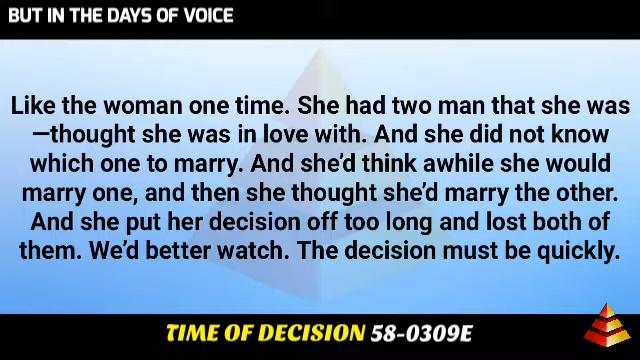 BUT IN THE DAYS OF VOICE
Like the woman one time. She had two man that she was
—thought she was in love with. And she did not know
which one to marry. And she'd think awhile she would
marry one, and then she thought she'd marry the other.
And she put her decision off too long and lost both of
them. We'd better watch. The decision must be quickly.
TIME OF DECISION 58-0309E